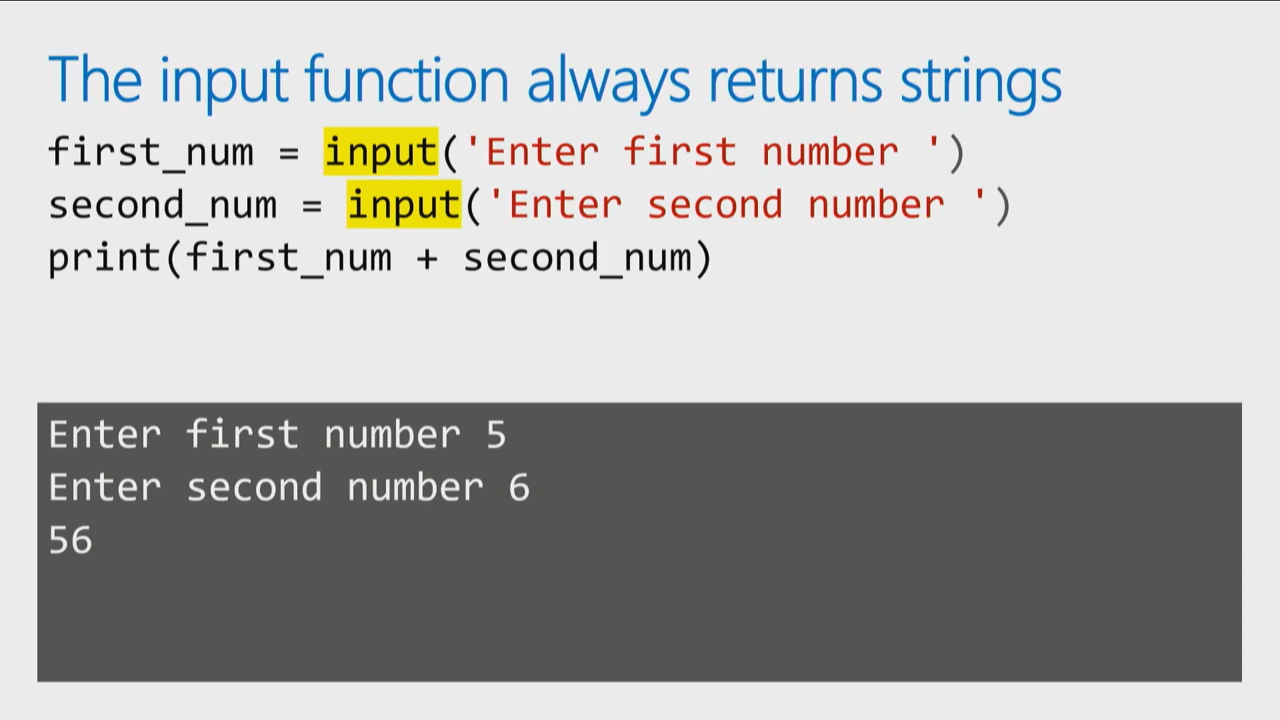 The input function always returns strings
first_num = input('Enter first number ')
second_num = input('Enter second number ')
print(first_num + second_num)
Enter first number 5
Enter second number 6
56